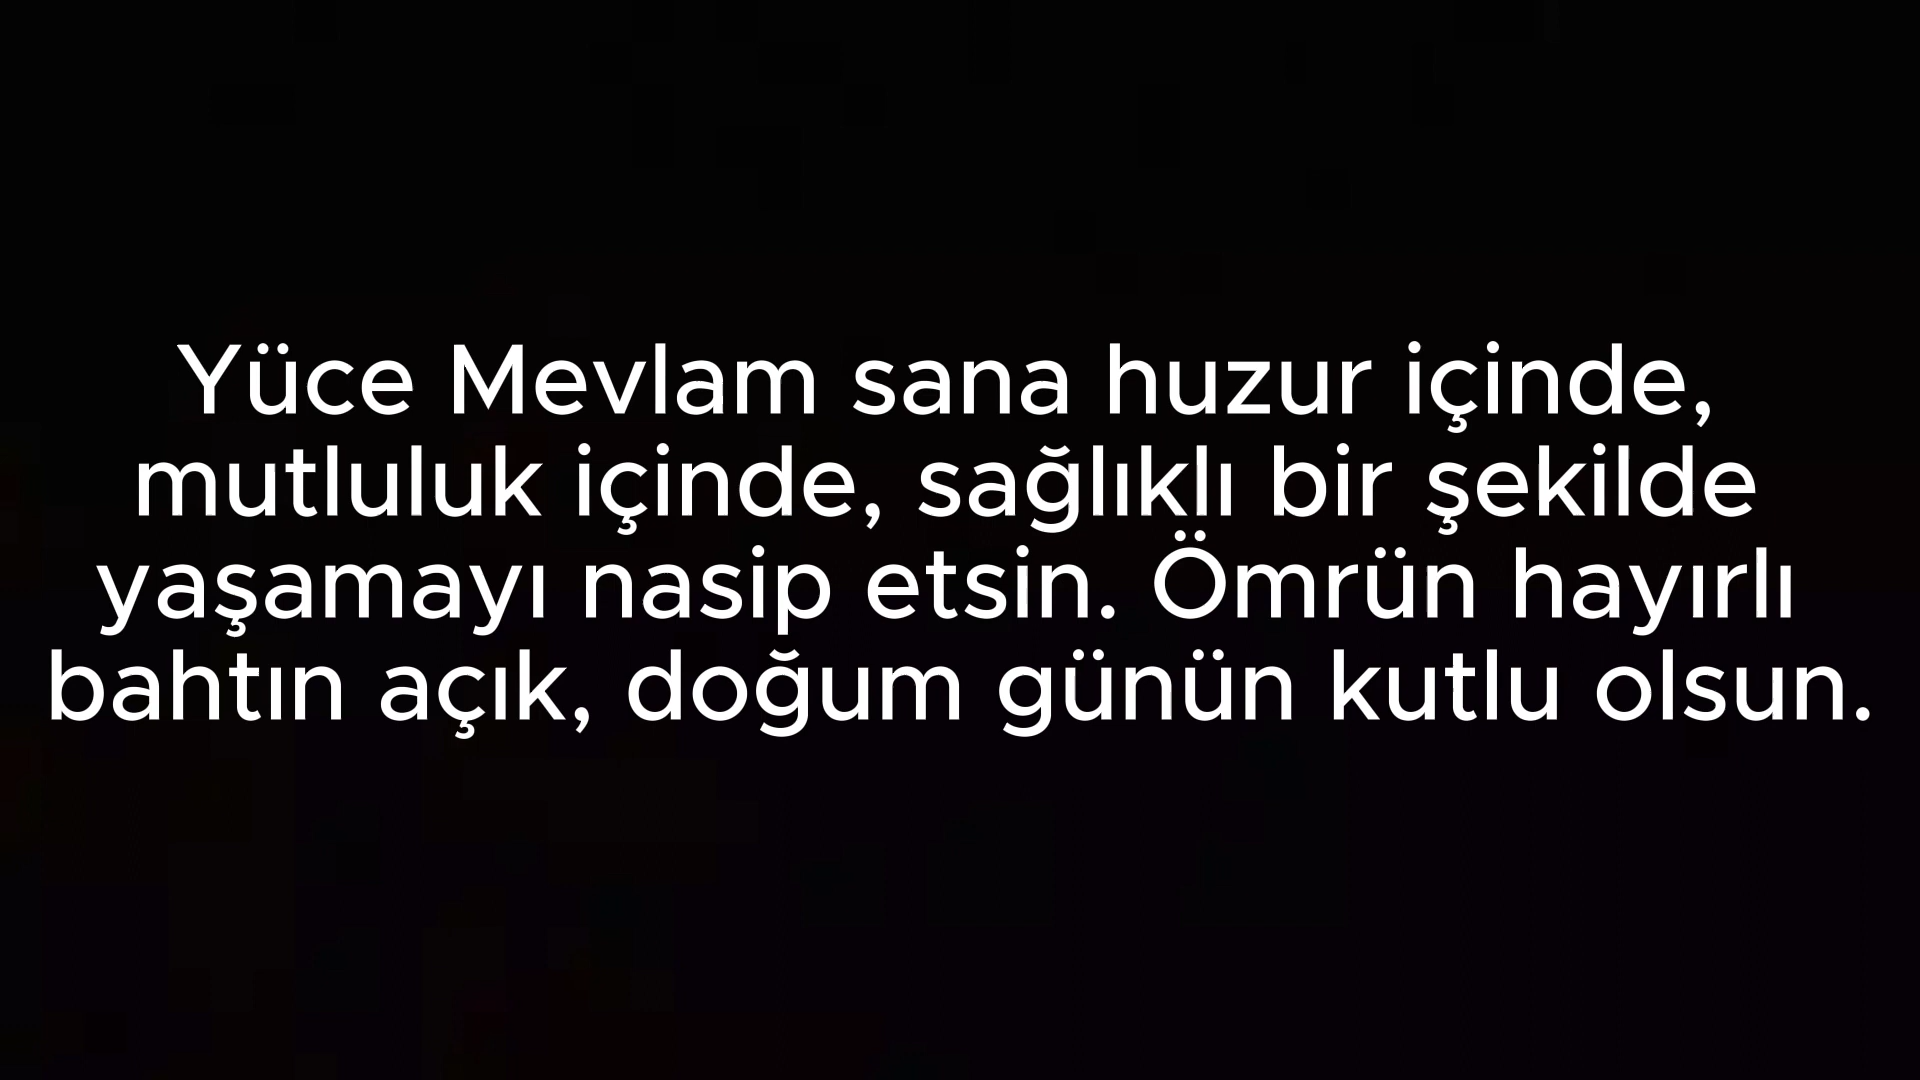 Yüce Mevlam sana huzur içinde,
mutluluk içinde, sağlıklı bir şekilde
yaşamayı nasip etsin. Ömrün hayırlı
bahtın açık, doğum günün kutlu olsun.